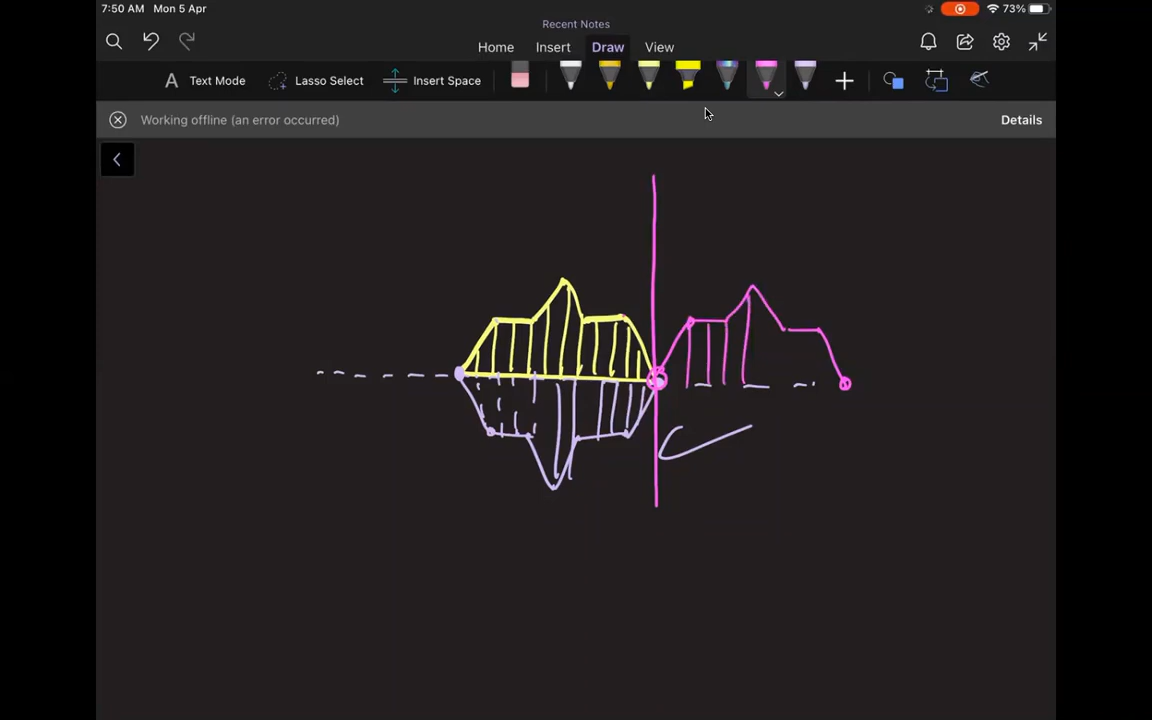 7:50 AM Mon 5 Apr
73%
Recent Notes
Home Insert Draw View
Text Mode Lasso Select Insert Space
Working offline (an error occurred) Details